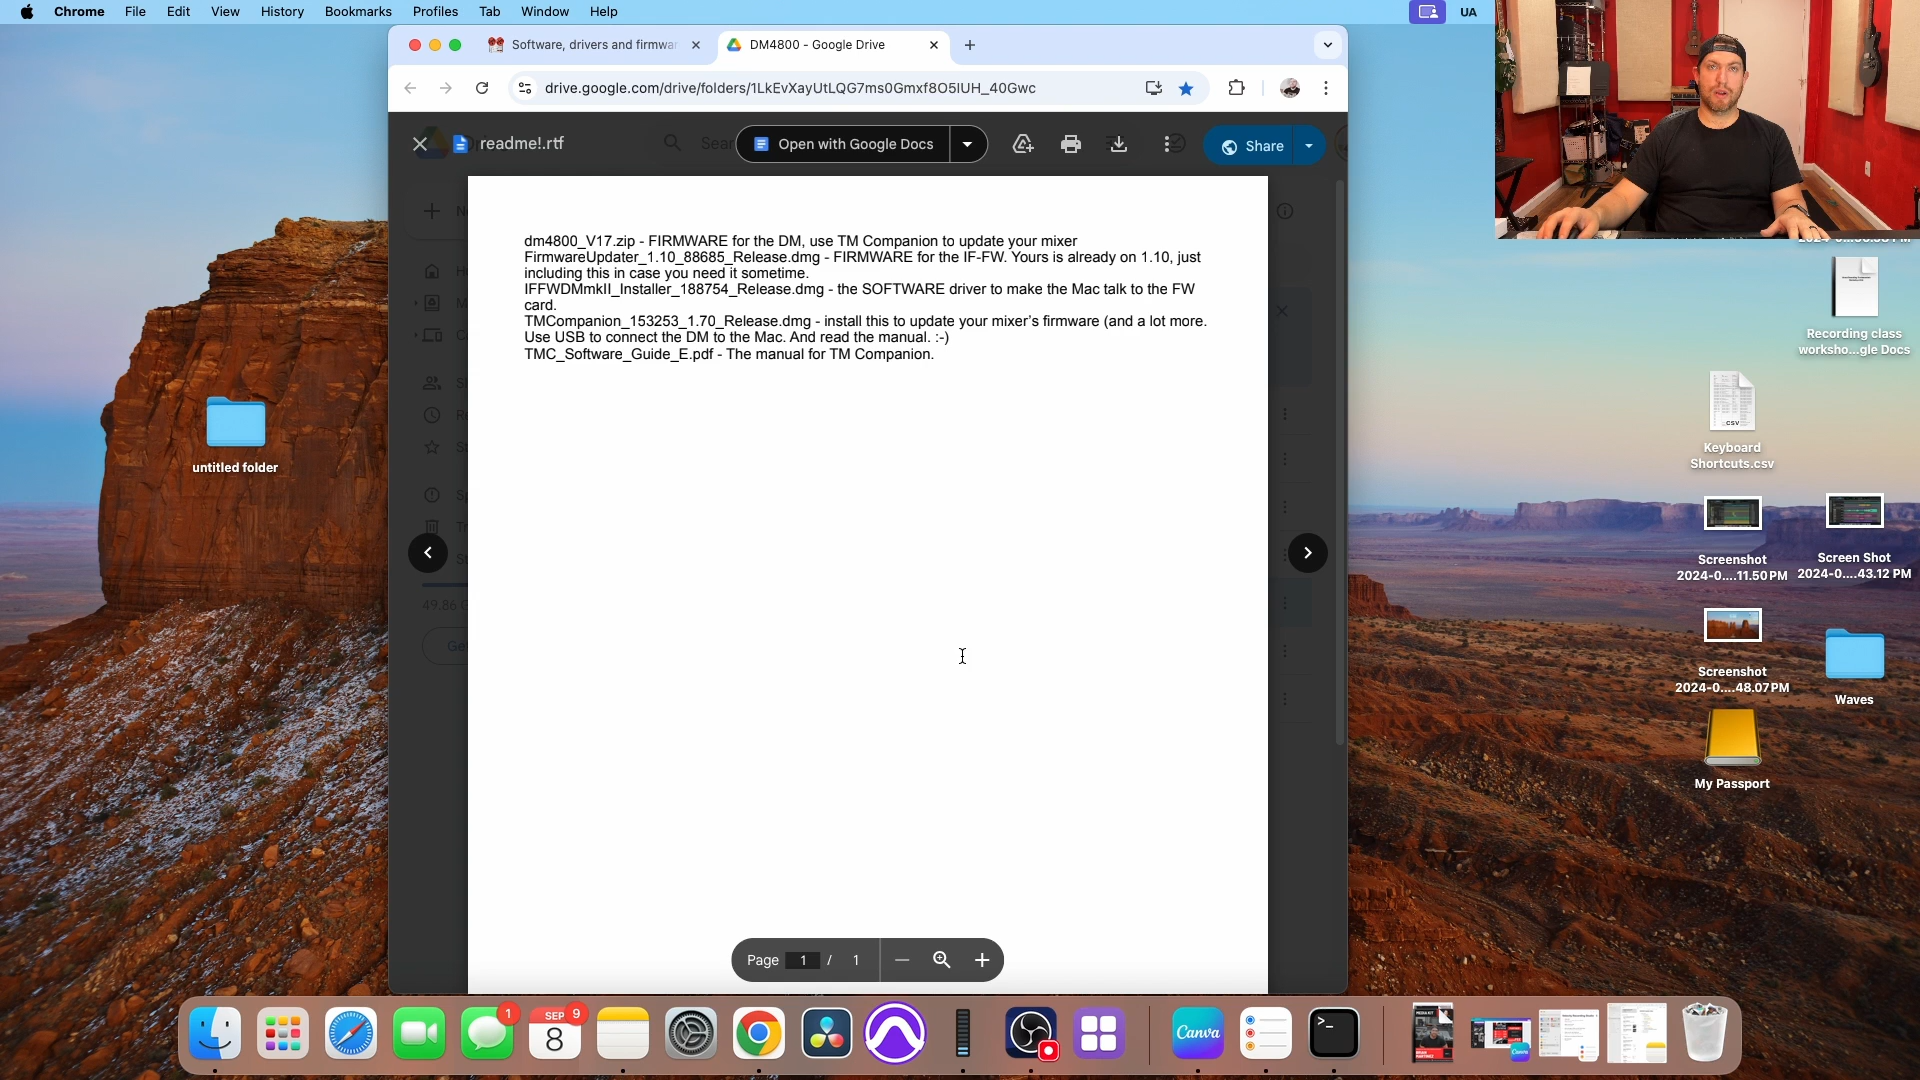 Chrome File Edit View History Bookmarks Profiles Tab Window Help
UA
Software, drivers and firmwar
DM4800 - Google Drive
drive.google.com/drive/folders/1LkEvXayUtLQG7ms0Gmxf8O5IUH_40Gwc
readme!.rtf
Open with Google Docs
Share
dm4800_V17.zip - FIRMWARE for the DM, use TM Companion to update your mixer
FirmwareUpdater_1.10_88685_Release.dmg - FIRMWARE for the IF-FW. Yours is already on 1.10, just
including this in case you need it sometime.
IFFWDMmkII_Installer_188754_Release.dmg - the SOFTWARE driver to make the Mac talk to the FW
card.
TMCompanion_153253_1.70_Release.dmg - install this to update your mixer's firmware (and a lot more.
Use USB to connect the DM to the Mac. And read the manual. :-)
TMC_Software_Guide_E.pdf - The manual for TM Companion.
49.86
Page 1 / 1
untitled folder
Recording class
worksho...gle Docs
Keyboard
Shortcuts.csv
CSV
Screenshot
2024-0....11.50 PM
Screen Shot
2024-0....43.12 PM
Screenshot
2024-0....48.07 PM
Waves
My Passport
1
SEP
9
8
Canva
>_